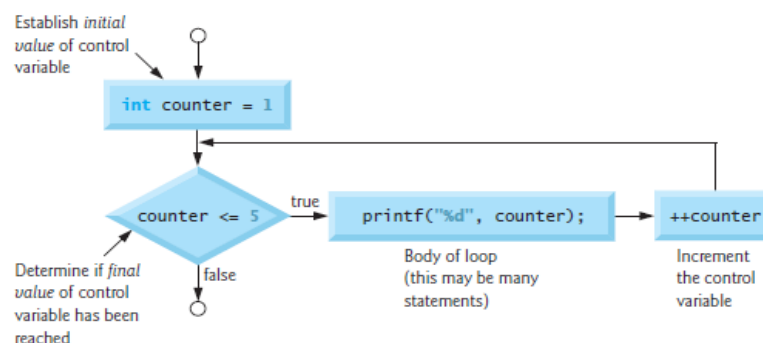 Establish initial
value of control
variable
int counter = 1
counter <= 5
true
printf("%d", counter);
++counter
Body of loop
(this may be many
statements)
Increment
the control
variable
false
Determine if final
value of control
variable has been
reached